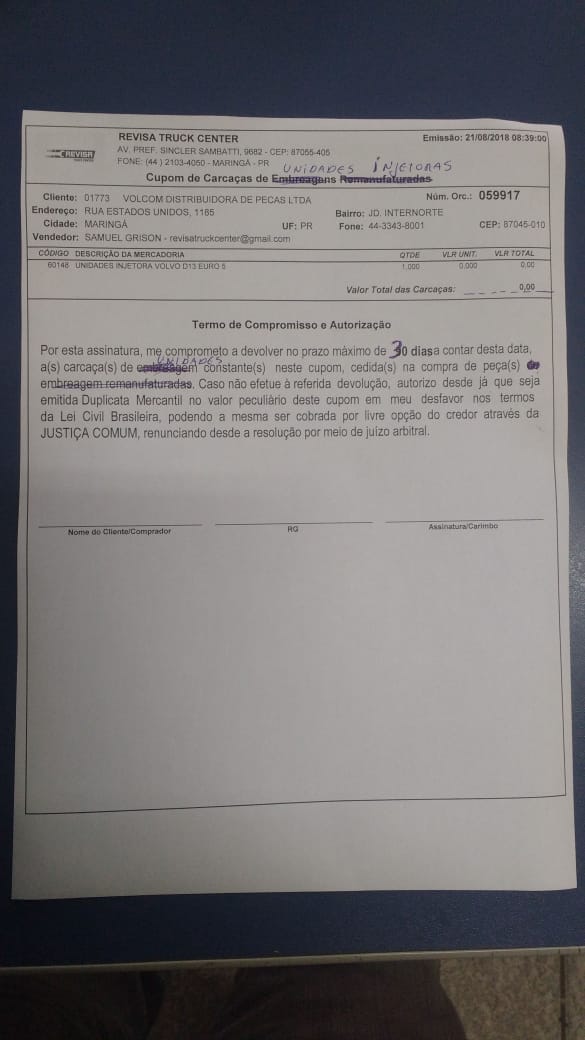 REVISA TRUCK CENTER
Emissão: 21/08/2018 08:39:00
AV. PREF. SINCLER SAMBATTI, 9682 - CEP: 87055-405
REVISA
FONE: (44 ) 2103-4050 - MARINGÁ - PR
UNIDADES INJETORAS
Cupom de Carcaças de Embreagens Remanufaturadas
Cliente: 01773 VOLCOM DISTRIBUIDORA DE PECAS LTDA Núm. Orc.: 059917
Endereço: RUA ESTADOS UNIDOS, 1165 Bairro: JD. INTERNORTE
Cidade: MARINGÁ UF: PR Fone: 44-3343-8001 CEP: 87045-010
Vendedor: SAMUEL GRISON - revisatruckcenter@gmail.com
CÓDIGO DESCRIÇÃO DA MERCADORIA QTDE VLR UNIT. VLR TOTAL
60148 UNIDADES INJETORA VOLVO D13 EURO 5 1,000 0,000 0,00
Valor Total das Carcaças: 0,00
Termo de Compromisso e Autorização
Por esta assinatura, me comprometo a devolver no prazo máximo de 30 dias a contar desta data,
UNIDADES
a(s) carcaça(s) de embreagem constante(s) neste cupom, cedida(s) na compra de peça(s)
embreagem remanufaturadas. Caso não efetue à referida devolução, autorizo desde já que seja
emitida Duplicata Mercantil no valor peculiário deste cupom em meu desfavor nos termos
da Lei Civil Brasileira, podendo a mesma ser cobrada por livre opção do credor através da
JUSTIÇA COMUM, renunciando desde a resolução por meio de juízo arbitral.
Nome do Cliente/Comprador RG Assinatura/Carimbo